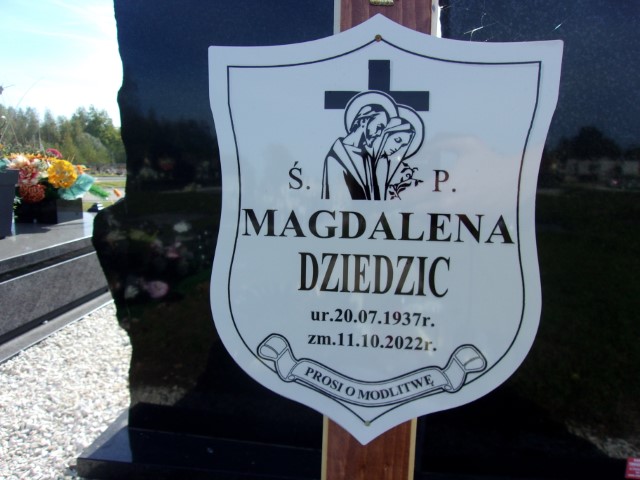 Ś. P.
MAGDALENA
DZIEDZIC
ur.20.07.1937r.
zm.11.10.2022r.
PROSI O MODLITWĘ